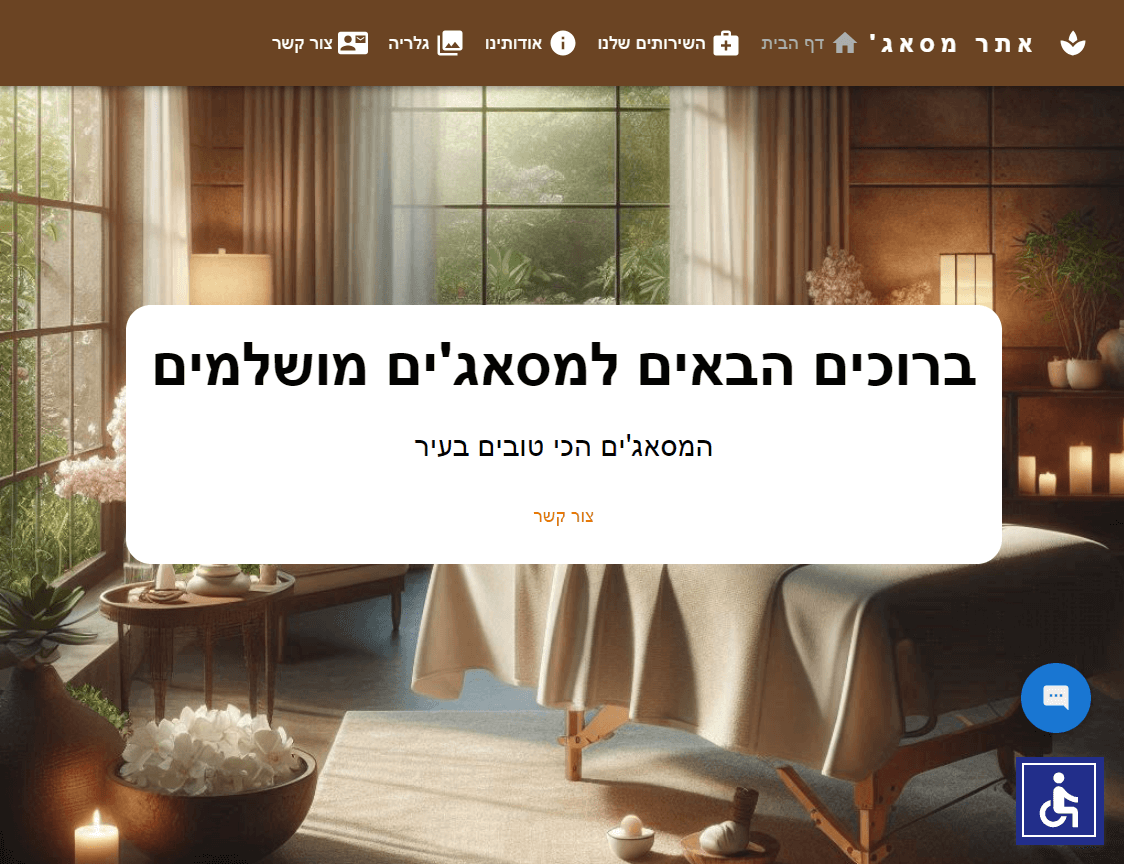 אתר מסאג'
דף הבית
השירותים שלנו
אודותינו
גלריה
צור קשר
ברוכים הבאים למסאג'ים מושלמים
המסאג'ים הכי טובים בעיר
צור קשר